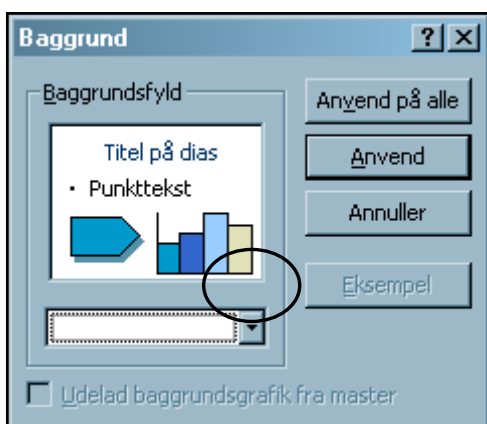 Baggrund
Baggrundsfyld
Titel på dias
• Punkttekst
Anvend på alle
Anvend
Annuller
Eksempel
Udelad baggrundsgrafik fra master